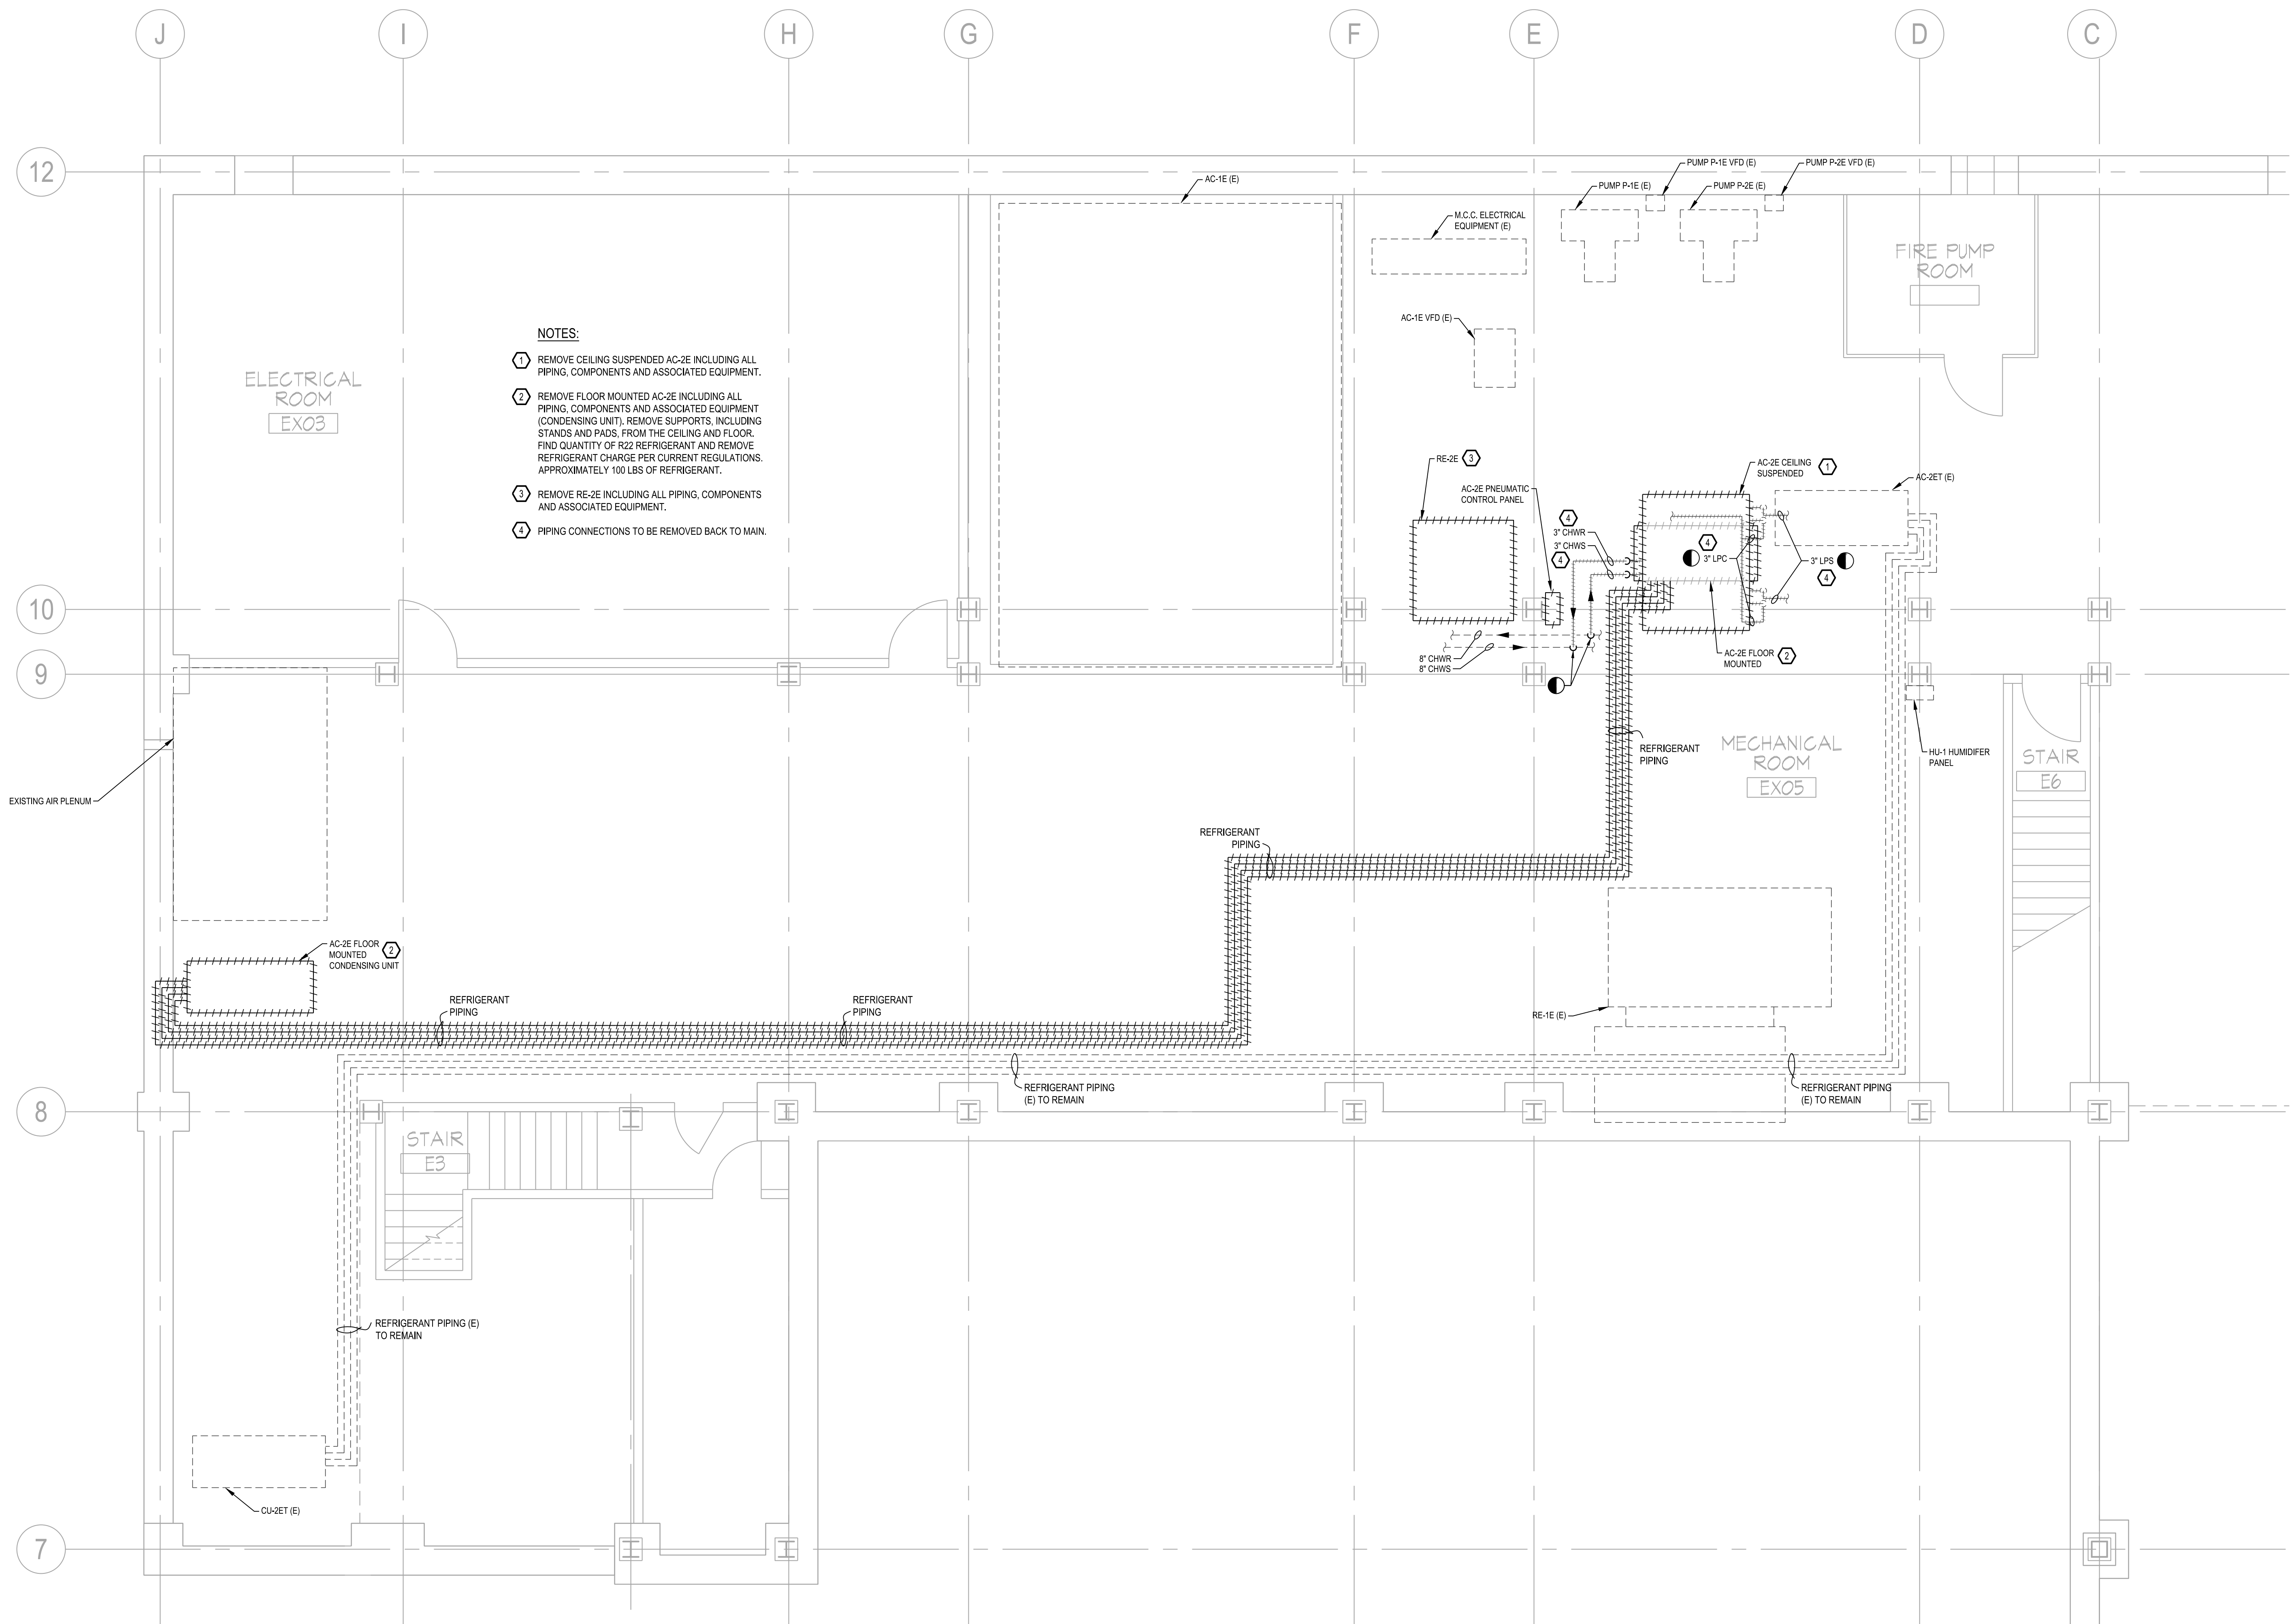 J
I
H
G
F
E
D
C
12
PUMP P-1E VFD (E)
PUMP P-2E VFD (E)
AC-1E (E)
PUMP P-1E (E)
PUMP P-2E (E)
M.C.C. ELECTRICAL
EQUIPMENT (E)
FIRE PUMP
ROOM
AC-1E VFD (E)
ELECTRICAL
ROOM
EX03
NOTES:
1 REMOVE CEILING SUSPENDED AC-2E INCLUDING ALL
PIPING, COMPONENTS AND ASSOCIATED EQUIPMENT.
2 REMOVE FLOOR MOUNTED AC-2E INCLUDING ALL
PIPING, COMPONENTS AND ASSOCIATED EQUIPMENT
(CONDENSING UNIT). REMOVE SUPPORTS, INCLUDING
STANDS AND PADS, FROM THE CEILING AND FLOOR.
FIND QUANTITY OF R22 REFRIGERANT AND REMOVE
REFRIGERANT CHARGE PER CURRENT REGULATIONS.
APPROXIMATELY 100 LBS OF REFRIGERANT.
3 REMOVE RE-2E INCLUDING ALL PIPING, COMPONENTS
AND ASSOCIATED EQUIPMENT.
4 PIPING CONNECTIONS TO BE REMOVED BACK TO MAIN.
RE-2E 3
AC-2E CEILING
SUSPENDED 1
AC-2ET (E)
AC-2E PNEUMATIC
CONTROL PANEL
4
3" CHWR
3" CHWS
4
4
3" LPC
3" LPS
4
10
8" CHWR
8" CHWS
AC-2E FLOOR
MOUNTED 2
9
REFRIGERANT
PIPING
MECHANICAL
ROOM
EX05
HU-1 HUMIDIFER
PANEL
STAIR
E6
EXISTING AIR PLENUM
REFRIGERANT
PIPING
AC-2E FLOOR
MOUNTED
CONDENSING UNIT
2
REFRIGERANT
PIPING
REFRIGERANT
PIPING
RE-1E (E)
REFRIGERANT PIPING
(E) TO REMAIN
REFRIGERANT PIPING
(E) TO REMAIN
8
STAIR
E3
REFRIGERANT PIPING (E)
TO REMAIN
CU-2ET (E)
7